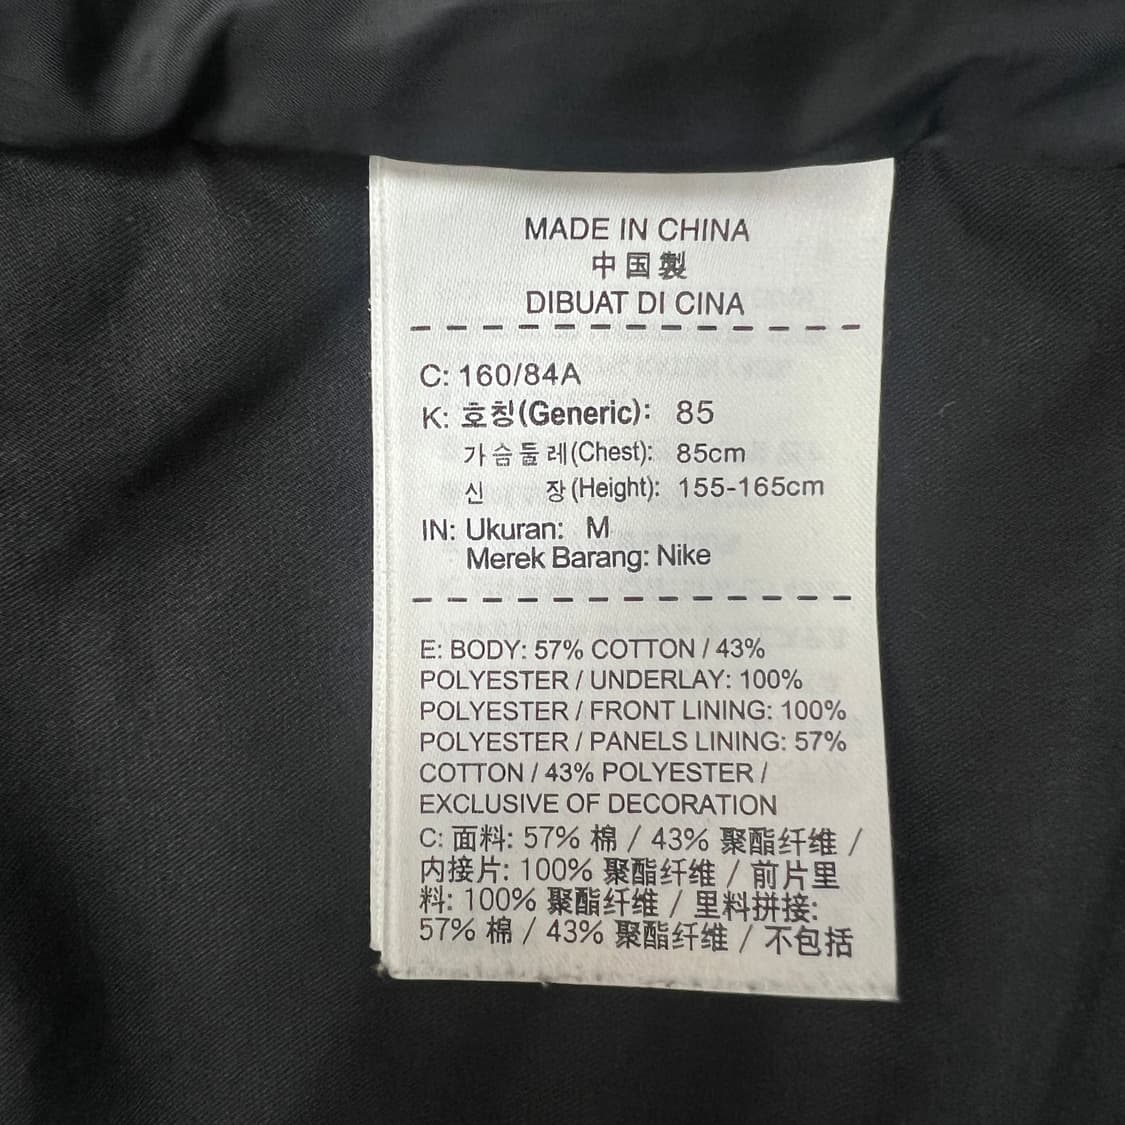 MADE IN CHINA
中国製
DIBUAT DI CINA
C: 160/84A
K: 호칭(Generic): 85
가슴둘레(Chest): 85cm
신 장(Height): 155-165cm
IN: Ukuran: M
Merek Barang: Nike
E: BODY: 57% COTTON / 43%
POLYESTER / UNDERLAY: 100%
POLYESTER / FRONT LINING: 100%
POLYESTER / PANELS LINING: 57%
COTTON / 43% POLYESTER /
EXCLUSIVE OF DECORATION
C: 面料: 57% 棉 / 43% 聚酯纤维 /
内接片: 100% 聚酯纤维 / 前片里
料: 100% 聚酯纤维 / 里料拼接:
57% 棉 / 43% 聚酯纤维 / 不包括